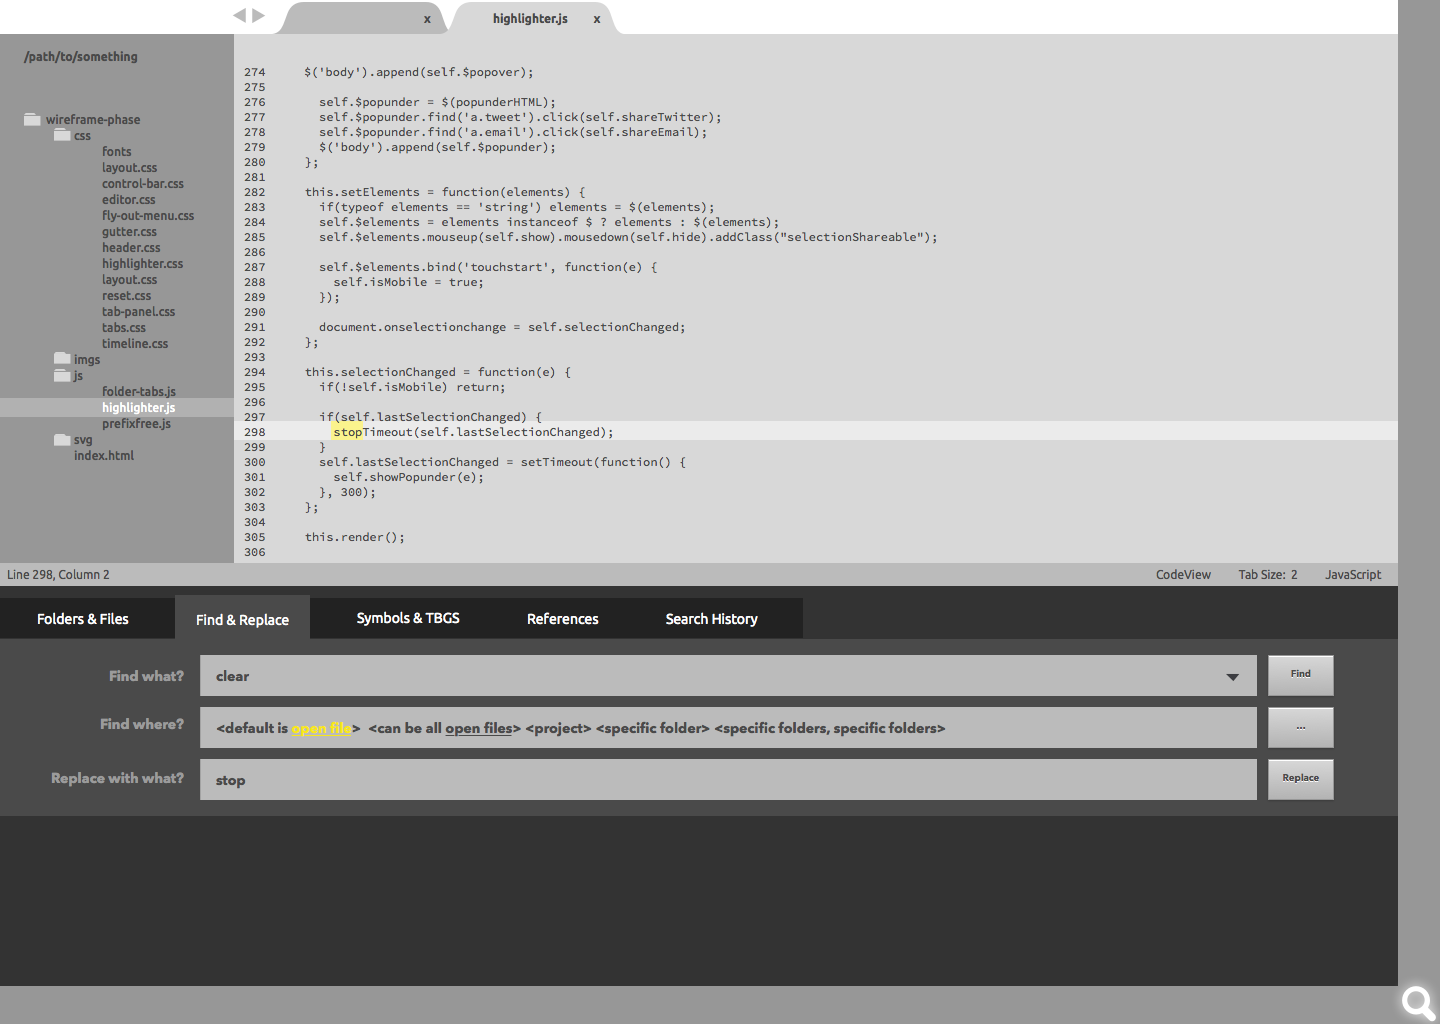 x
highlighter.js x
/path/to/something
wireframe-phase
css
fonts
layout.css
control-bar.css
editor.css
fly-out-menu.css
gutter.css
header.css
highlighter.css
layout.css
reset.css
tab-panel.css
tabs.css
timeline.css
imgs
js
folder-tabs.js
highlighter.js
prefixfree.js
svg
index.html
274 $('body').append(self.$popover);
275
276 self.$popunder = $(popunderHTML);
277 self.$popunder.find('a.tweet').click(self.shareTwitter);
278 self.$popunder.find('a.email').click(self.shareEmail);
279 $('body').append(self.$popunder);
280 };
281
282 this.setElements = function(elements) {
283 if(typeof elements == 'string') elements = $(elements);
284 self.$elements = elements instanceof $ ? elements : $(elements);
285 self.$elements.mouseup(self.show).mousedown(self.hide).addClass("selectionShareable");
286
287 self.$elements.bind('touchstart', function(e) {
288 self.isMobile = true;
289 });
290
291 document.onselectionchange = self.selectionChanged;
292 };
293
294 this.selectionChanged = function(e) {
295 if(!self.isMobile) return;
296
297 if(self.lastSelectionChanged) {
298 stopTimeout(self.lastSelectionChanged);
299 }
300 self.lastSelectionChanged = setTimeout(function() {
301 self.showPopunder(e);
302 }, 300);
303 };
304
305 this.render();
306
Line 298, Column 2 CodeView Tab Size: 2 JavaScript
Folders & Files Find & Replace Symbols & TBGS References Search History
Find what? clear Find
Find where? <default is open file> <can be all open files> <project> <specific folder> <specific folders, specific folders> ...
Replace with what? stop Replace